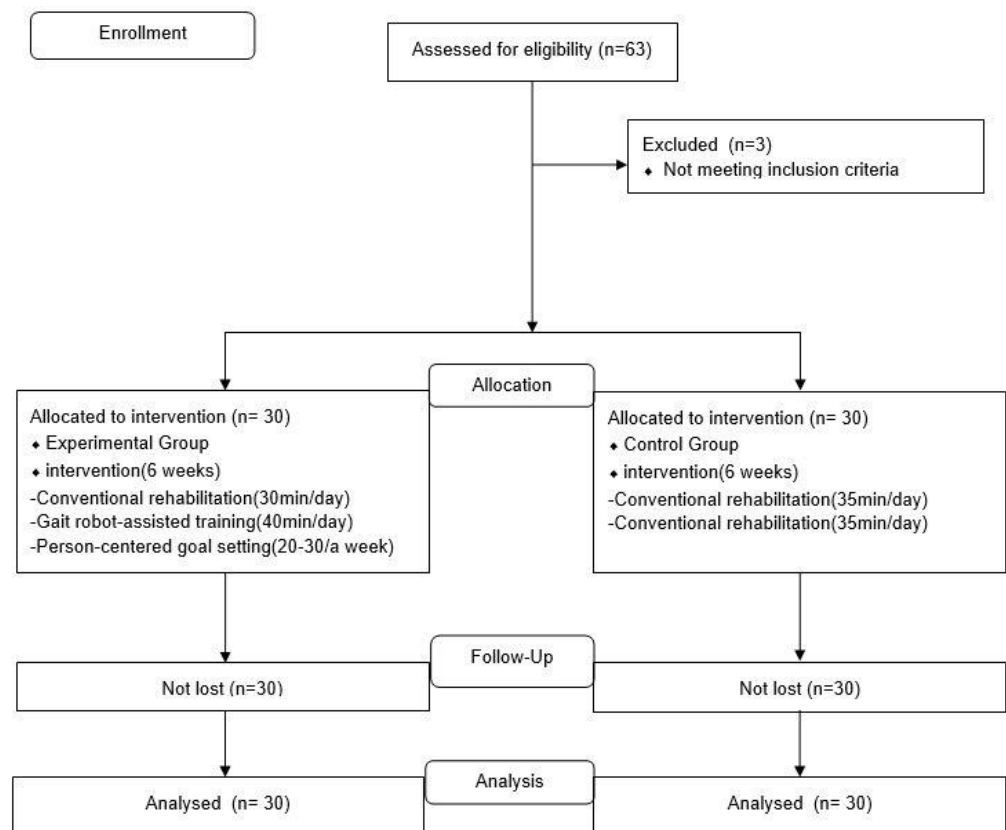 Enrollment
Assessed for eligibility (n=63)
Excluded (n=3)
⬥ Not meeting inclusion criteria
Allocation
Allocated to intervention (n= 30)
⬥ Experimental Group
⬥ intervention(6 weeks)
-Conventional rehabilitation(30min/day)
-Gait robot-assisted training(40min/day)
-Person-centered goal setting(20-30/a week)
Allocated to intervention (n= 30)
⬥ Control Group
⬥ intervention(6 weeks)
-Conventional rehabilitation(35min/day)
-Conventional rehabilitation(35min/day)
Follow-Up
Not lost (n=30)
Not lost (n=30)
Analysis
Analysed (n= 30)
Analysed (n= 30)